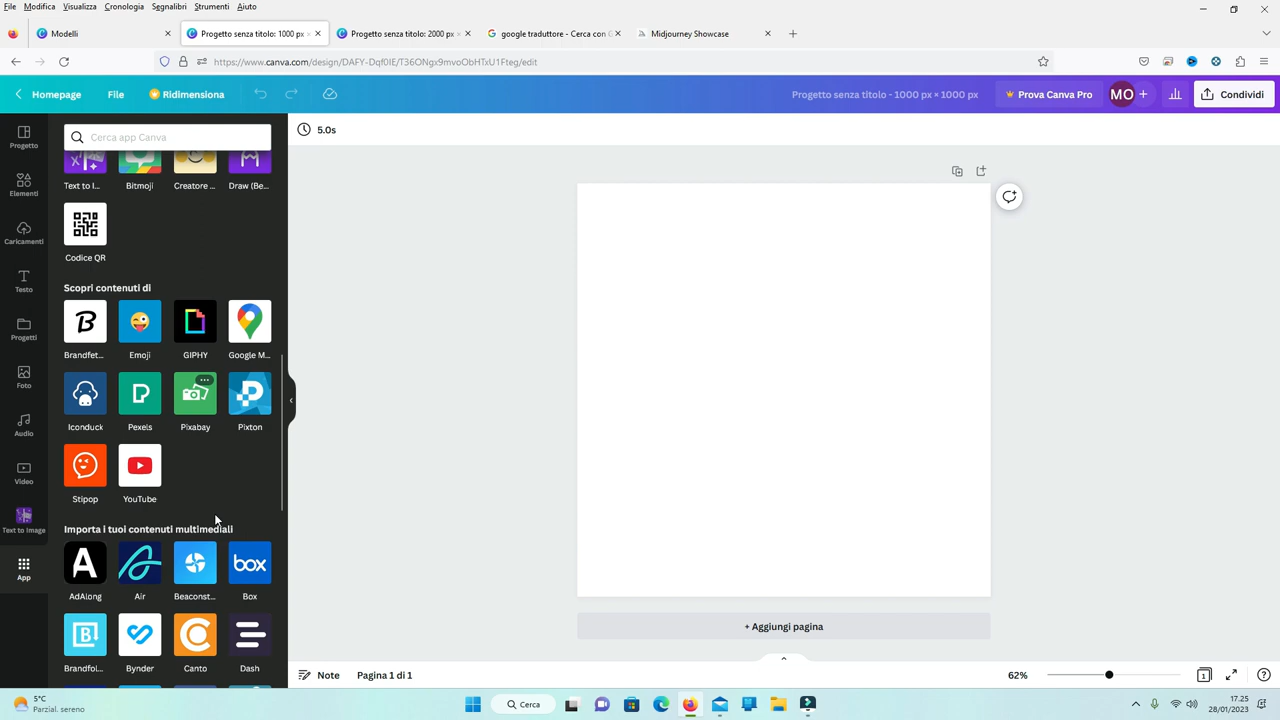 File Modifica Visualizza Cronologia Segnalibri Strumenti Aiuto
Modelli
Progetto senza titolo: 1000 px
Progetto senza titolo: 2000 px
google traduttore - Cerca con G
Midjourney Showcase
https://www.canva.com/design/DAFY-Dqf0IE/T36ONgx9mvoObHTxU1Fteg/edit
Homepage File Ridimensiona
Progetto senza titolo - 1000 px × 1000 px
Prova Canva Pro
MO
Condividi
Progetto
Elementi
Caricamenti
Testo
Progetti
Foto
Audio
Video
Text to Image
App
Cerca app Canva
Text to I... Bitmoji Creatore ... Draw (Be...
Codice QR
Scopri contenuti di
Brandfet... Emoji GIPHY Google M...
Iconduck Pexels Pixabay Pixton
Stipop YouTube
Importa i tuoi contenuti multimediali
box
AdAlong Air Beaconst... Box
Brandfol... Bynder Canto Dash
5.0s
+ Aggiungi pagina
Note Pagina 1 di 1
62%
1
5°C
Parzial. sereno
Cerca
17.25
28/01/2023